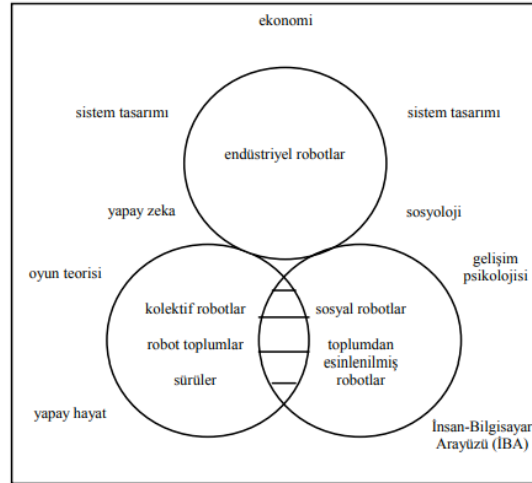 ekonomi
sistem tasarımı
sistem tasarımı
endüstriyel robotlar
yapay zeka
sosyoloji
oyun teorisi
gelişim
psikolojisi
kolektif robotlar
sosyal robotlar
robot toplumlar
toplumdan
esinlenilmiş
robotlar
sürüler
yapay hayat
İnsan-Bilgisayar
Arayüzü (İBA)